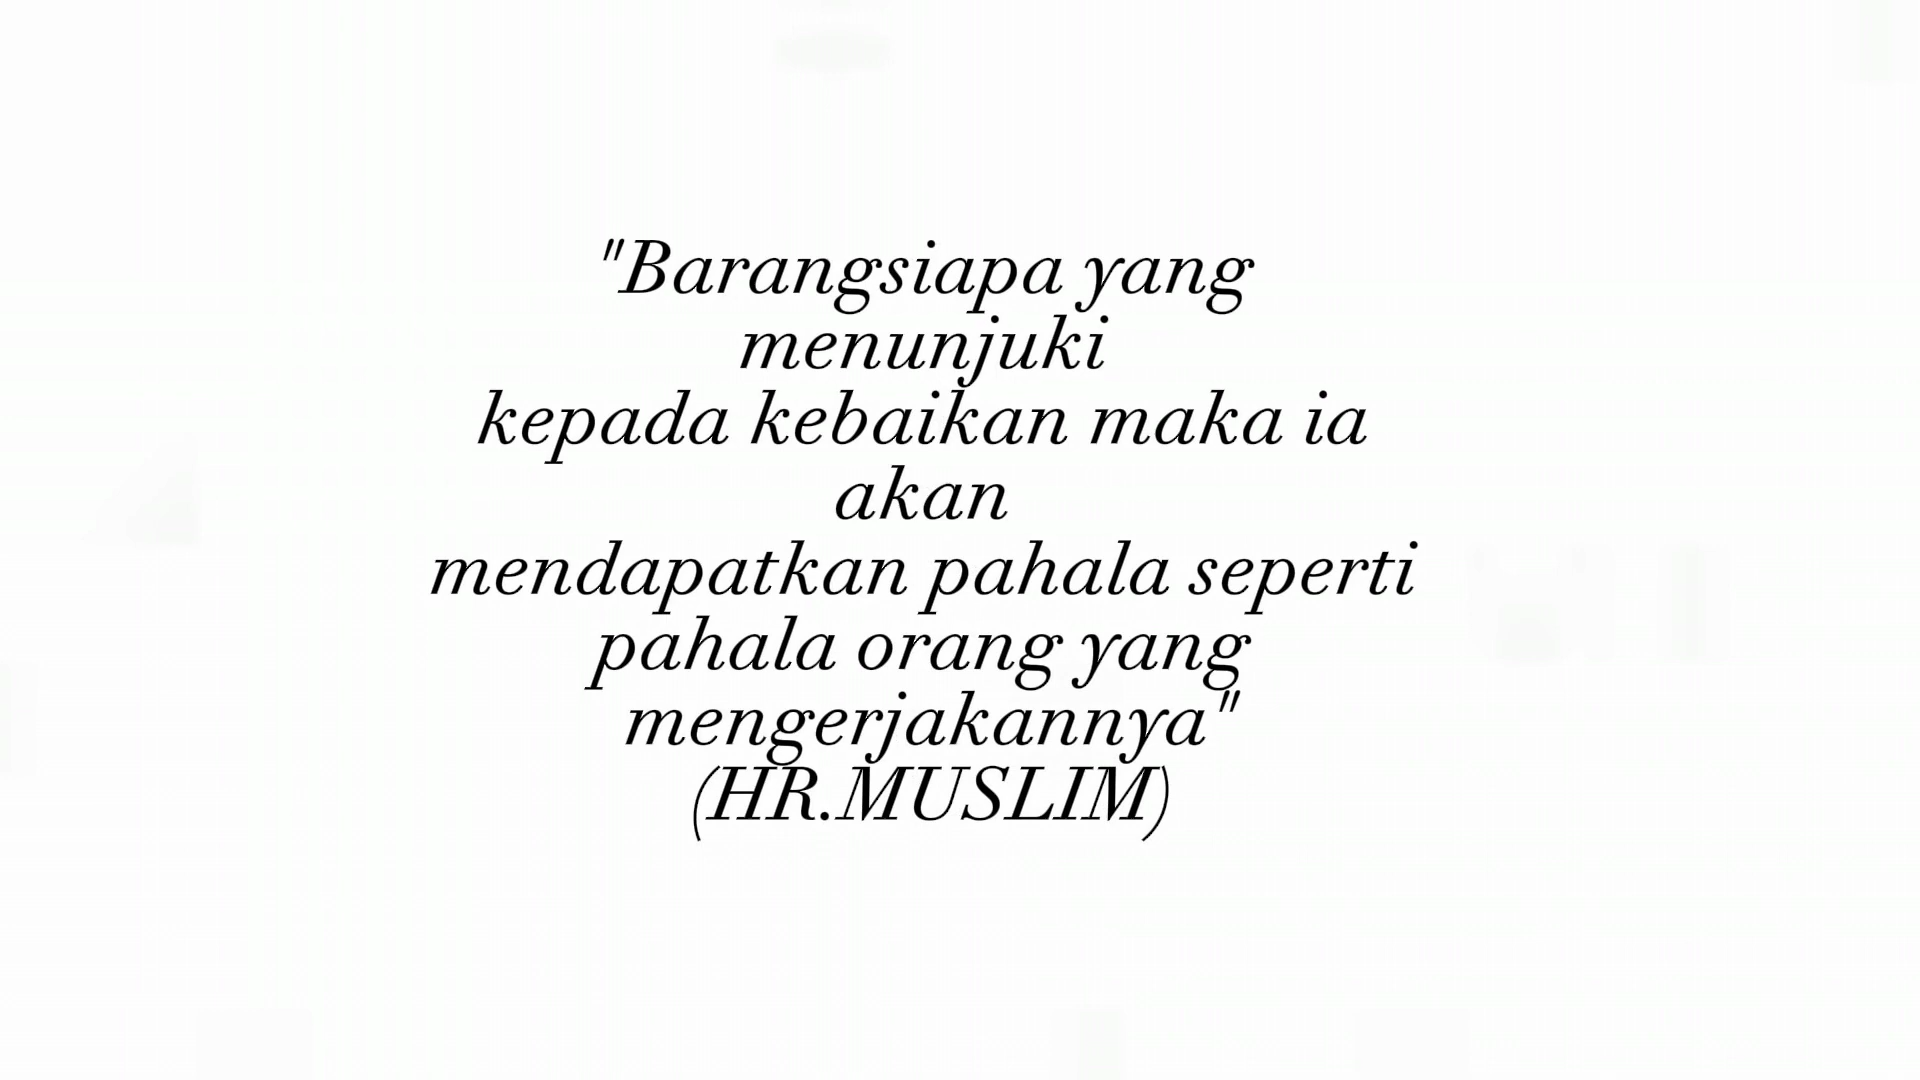 "Barangsiapa yang
menunjuki
kepada kebaikan maka ia
akan
mendapatkan pahala seperti
pahala orang yang
mengerjakannya"
(HR.MUSLIM)